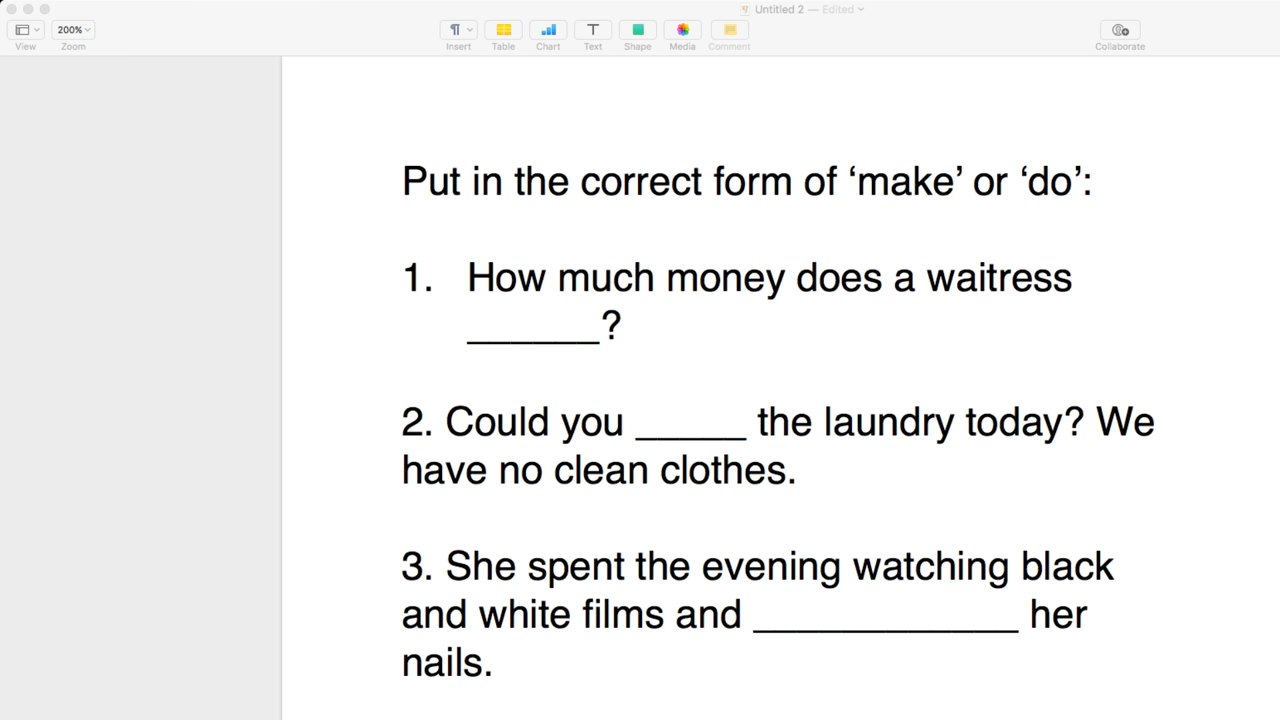 Untitled 2 — Edited
200%
View
Zoom
Insert
Table
Chart
Text
Shape
Media
Comment
Collaborate
Put in the correct form of ‘make’ or ‘do’:
1. How much money does a waitress
______?
2. Could you _____ the laundry today? We
have no clean clothes.
3. She spent the evening watching black
and white films and ____________ her
nails.